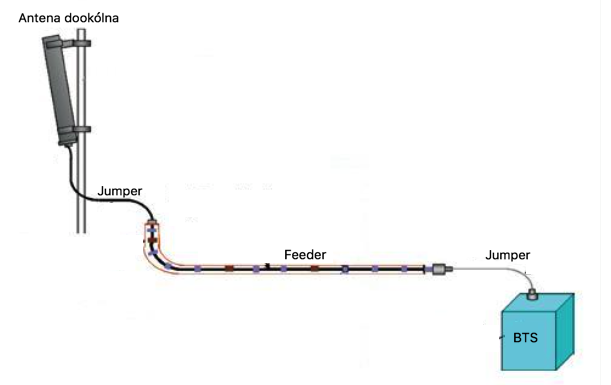 Antena dookólna
Jumper
Feeder
Jumper
BTS